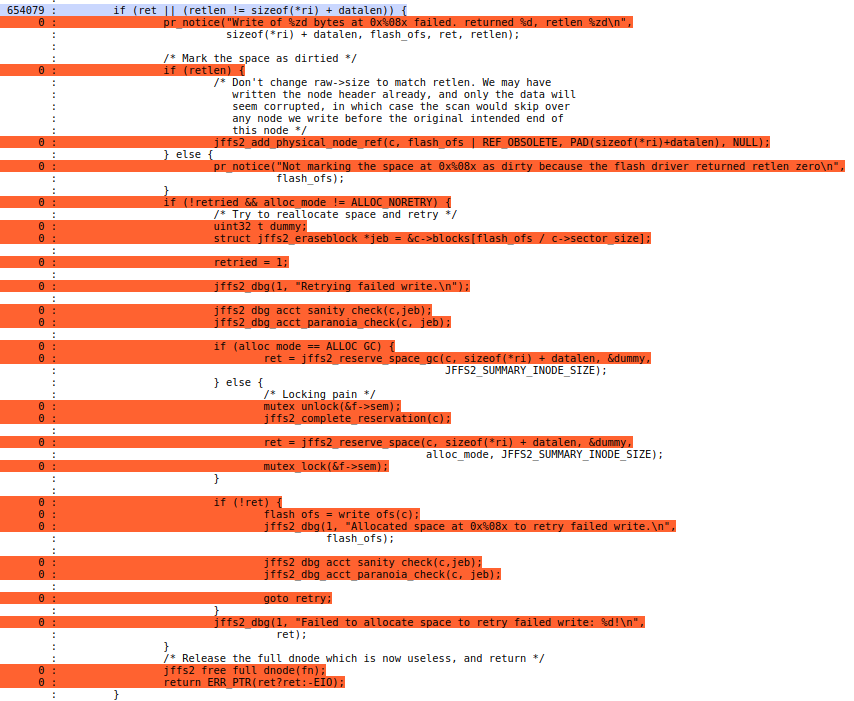 654079 :         if (ret || (retlen != sizeof(*ri) + datalen)) {
0 :                 pr_notice("Write of %zd bytes at 0x%08x failed. returned %d, retlen %zd\n",
:                           sizeof(*ri) + datalen, flash_ofs, ret, retlen);
:
:                 /* Mark the space as dirtied */
0 :                 if (retlen) {
:                         /* Don't change raw->size to match retlen. We may have
:                            written the node header already, and only the data will
:                            seem corrupted, in which case the scan would skip over
:                            any node we write before the original intended end of
:                            this node */
0 :                         jffs2_add_physical_node_ref(c, flash_ofs | REF_OBSOLETE, PAD(sizeof(*ri)+datalen), NULL);
:                 } else {
0 :                         pr_notice("Not marking the space at 0x%08x as dirty because the flash driver returned retlen zero\n",
:                                   flash_ofs);
:                 }
0 :                 if (!retried && alloc_mode != ALLOC_NORETRY) {
:                         /* Try to reallocate space and retry */
0 :                         uint32_t dummy;
0 :                         struct jffs2_eraseblock *jeb = &c->blocks[flash_ofs / c->sector_size];
:
0 :                         retried = 1;
:
0 :                         jffs2_dbg(1, "Retrying failed write.\n");
:
0 :                         jffs2_dbg_acct_sanity_check(c,jeb);
0 :                         jffs2_dbg_acct_paranoia_check(c, jeb);
:
0 :                         if (alloc_mode == ALLOC_GC) {
0 :                                 ret = jffs2_reserve_space_gc(c, sizeof(*ri) + datalen, &dummy,
:                                                              JFFS2_SUMMARY_INODE_SIZE);
:                         } else {
:                                 /* Locking pain */
0 :                                 mutex_unlock(&f->sem);
0 :                                 jffs2_complete_reservation(c);
:
0 :                                 ret = jffs2_reserve_space(c, sizeof(*ri) + datalen, &dummy,
:                                                           alloc_mode, JFFS2_SUMMARY_INODE_SIZE);
0 :                                 mutex_lock(&f->sem);
:                         }
:
0 :                         if (!ret) {
0 :                                 flash_ofs = write_ofs(c);
0 :                                 jffs2_dbg(1, "Allocated space at 0x%08x to retry failed write.\n",
:                                           flash_ofs);
:
0 :                                 jffs2_dbg_acct_sanity_check(c,jeb);
0 :                                 jffs2_dbg_acct_paranoia_check(c, jeb);
:
0 :                                 goto retry;
:                         }
0 :                         jffs2_dbg(1, "Failed to allocate space to retry failed write: %d!\n",
:                                   ret);
:                 }
:                 /* Release the full_dnode which is now useless, and return */
0 :                 jffs2_free_full_dnode(fn);
0 :                 return ERR_PTR(ret?ret:-EIO);
:         }